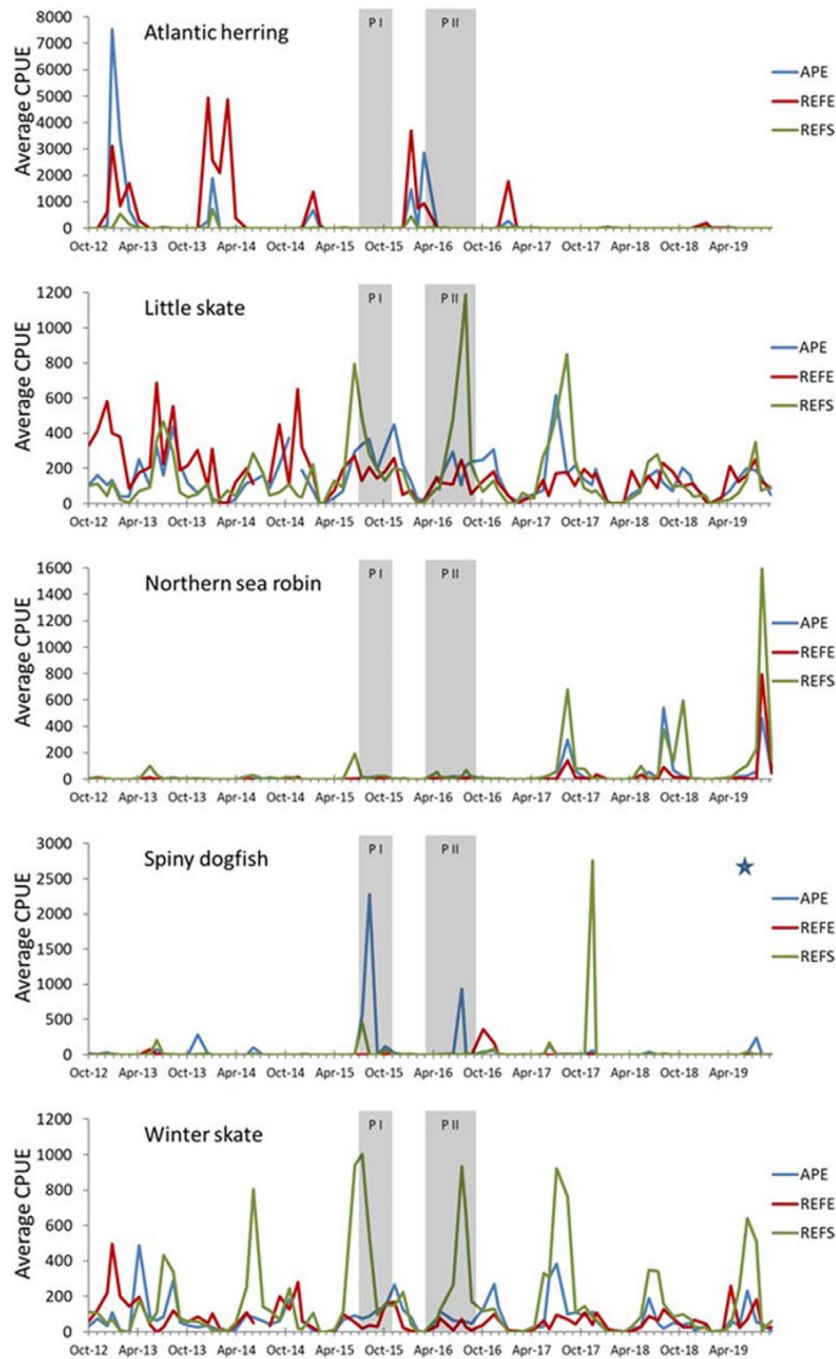 Atlantic herring
P I
P II
Average CPUE
8000
7000
6000
5000
4000
3000
2000
1000
0
Oct-12 Apr-13 Oct-13 Apr-14 Oct-14 Apr-15 Oct-15 Apr-16 Oct-16 Apr-17 Oct-17 Apr-18 Oct-18 Apr-19
APE
REFE
REFS
Little skate
P I
P II
Average CPUE
1200
1000
800
600
400
200
0
Oct-12 Apr-13 Oct-13 Apr-14 Oct-14 Apr-15 Oct-15 Apr-16 Oct-16 Apr-17 Oct-17 Apr-18 Oct-18 Apr-19
APE
REFE
REFS
Northern sea robin
P I
P II
Average CPUE
1600
1400
1200
1000
800
600
400
200
0
Oct-12 Apr-13 Oct-13 Apr-14 Oct-14 Apr-15 Oct-15 Apr-16 Oct-16 Apr-17 Oct-17 Apr-18 Oct-18 Apr-19
APE
REFE
REFS
Spiny dogfish
P I
P II
Average CPUE
3000
2500
2000
1500
1000
500
0
Oct-12 Apr-13 Oct-13 Apr-14 Oct-14 Apr-15 Oct-15 Apr-16 Oct-16 Apr-17 Oct-17 Apr-18 Oct-18 Apr-19
APE
REFE
REFS
Winter skate
P I
P II
Average CPUE
1200
1000
800
600
400
200
0
Oct-12 Apr-13 Oct-13 Apr-14 Oct-14 Apr-15 Oct-15 Apr-16 Oct-16 Apr-17 Oct-17 Apr-18 Oct-18 Apr-19
APE
REFE
REFS